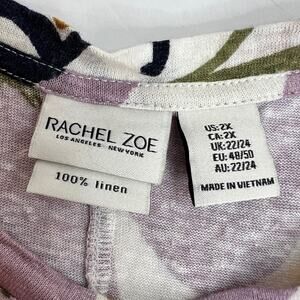 RACHEL ZOE
LOS ANGELES - NEW YORK
100% linen
US: 2X
CA: 2X
UK: 22/24
EU: 48/50
AU: 22/24
MADE IN VIETNAM